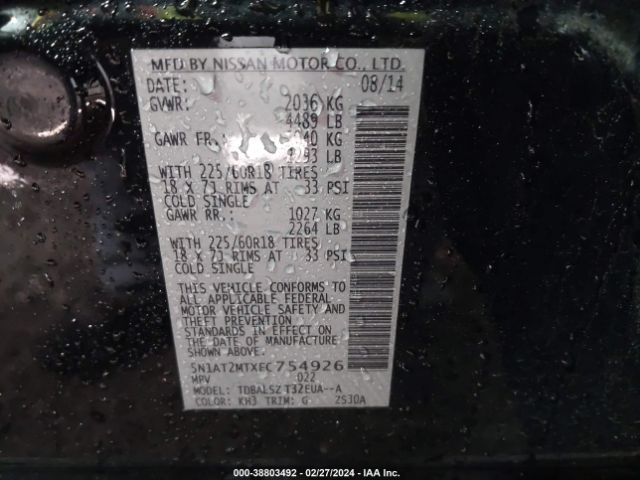 MFD BY NISSAN MOTOR CO., LTD.
DATE: 08/14
GVWR: 2036 KG
4489 LB
GAWR FR. KG
LB
WITH 225/60R18 TIRES
18 X 7J RIMS AT 33 PSI
COLD SINGLE
GAWR RR: 1027 KG
2264 LB
WITH 225/60R18 TIRES
18 X 7J RIMS AT 33 PSI
COLD SINGLE
THIS VEHICLE CONFORMS TO
ALL APPLICABLE FEDERAL
MOTOR VEHICLE SAFETY AND
THEFT PREVENTION
STANDARDS IN EFFECT ON
THE DATE OF MANUFACTURE
SHOWN ABOVE.
5N1AT2MTXEC754926
MPV 022
MODEL: TDBALSZ T32EUA--A
COLOR: KH3 TRIM: G 2S30A
000-38803492 - 02/27/2024 - IAA Inc.